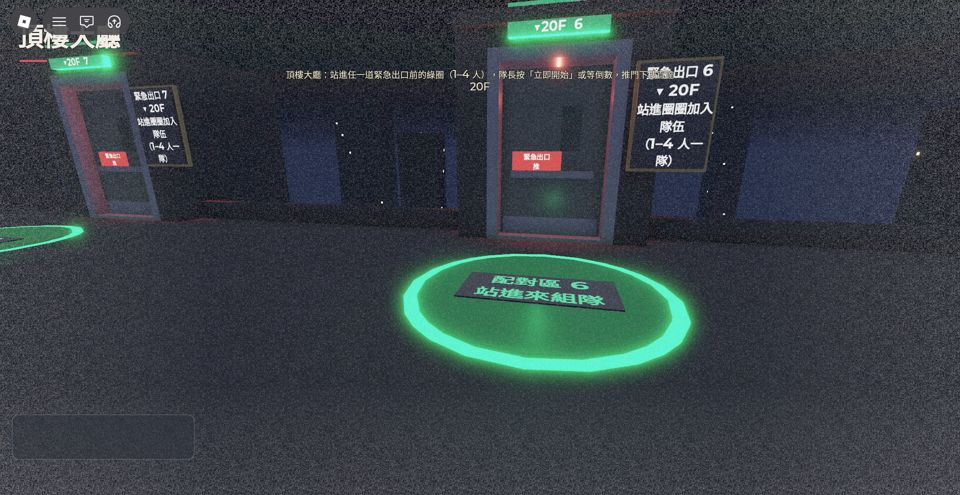 頂樓大廳
▼20F 7
緊急出口 7
▼ 20F
站進圈圈加入
隊伍
（1–4 人一
隊）
緊急出口
推
頂樓大廳：站進任一道緊急出口前的綠圈（1–4 人），隊長按「立即開始」或等倒數，推門下
20F
▼20F 6
緊急出口 6
▼ 20F
站進圈圈加入
隊伍
（1–4 人一
隊）
緊急出口
推
配對區 6
站進來組隊